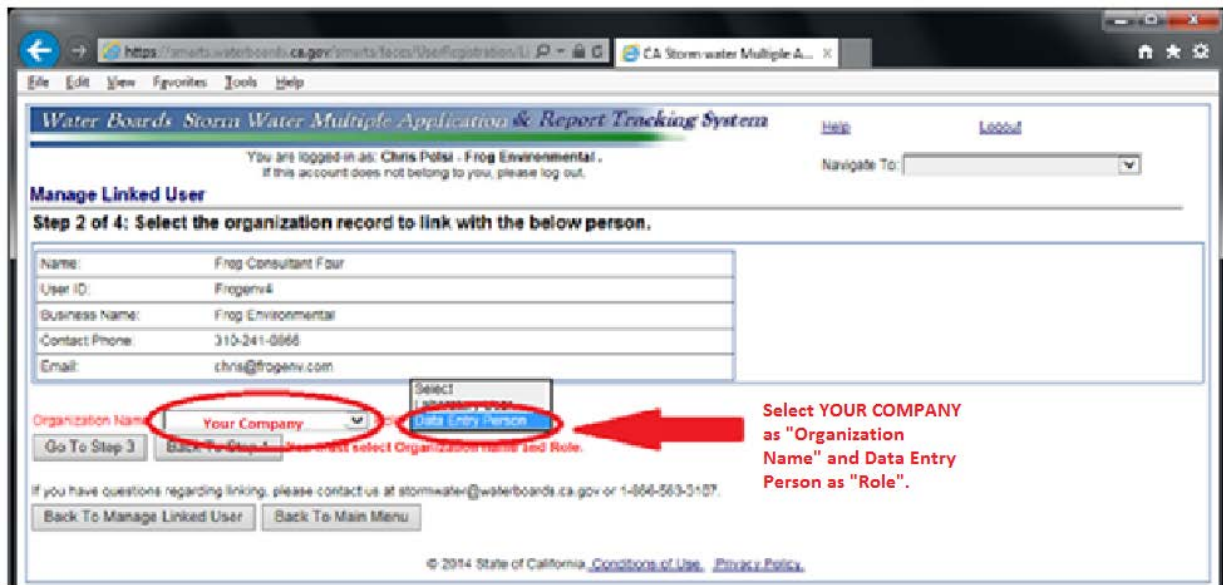 https://smarts.waterboards.ca.gov/smarts/faces/UserRegistration/Li
CA Storm water Multiple A...
File Edit View Favorites Tools Help
Water Boards Storm Water Multiple Application & Report Tracking System
Help
Logout
You are logged-in as: Chris Polsi - Frog Environmental .
If this account does not belong to you, please log out.
Navigate To:
Manage Linked User
Step 2 of 4: Select the organization record to link with the below person.
Name: Frog Consultant Four
User ID: Frogenv4
Business Name: Frog Environmental
Contact Phone: 310-241-0866
Email: chris@frogenv.com
Select
Data Entry Person
Organization Name Your Company
Go To Step 3 Back To Step 1 You must select Organization name and Role.
Select YOUR COMPANY
as "Organization
Name" and Data Entry
Person as "Role".
If you have questions regarding linking, please contact us at stormwater@waterboards.ca.gov or 1-866-563-3107.
Back To Manage Linked User Back To Main Menu
© 2014 State of California. Conditions of Use. Privacy Policy.